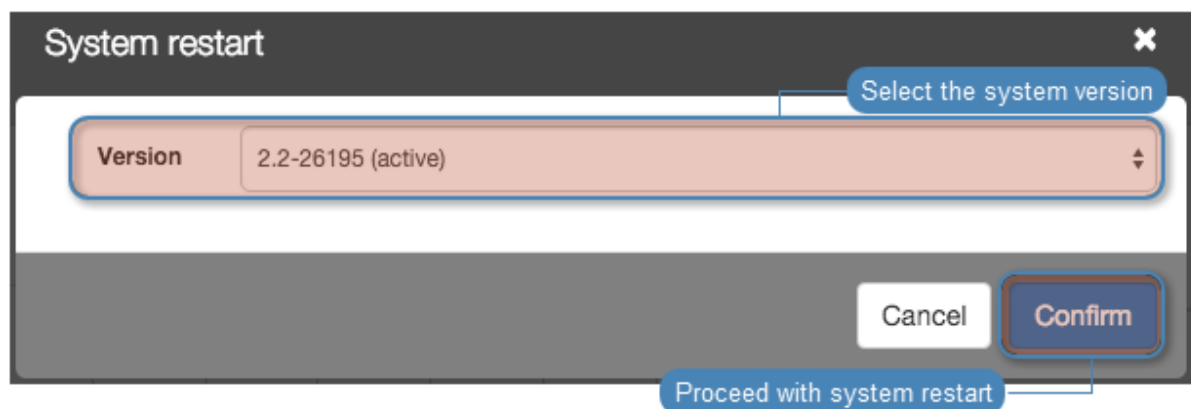 System restart
Select the system version
Version 2.2-26195 (active)
Cancel Confirm
Proceed with system restart